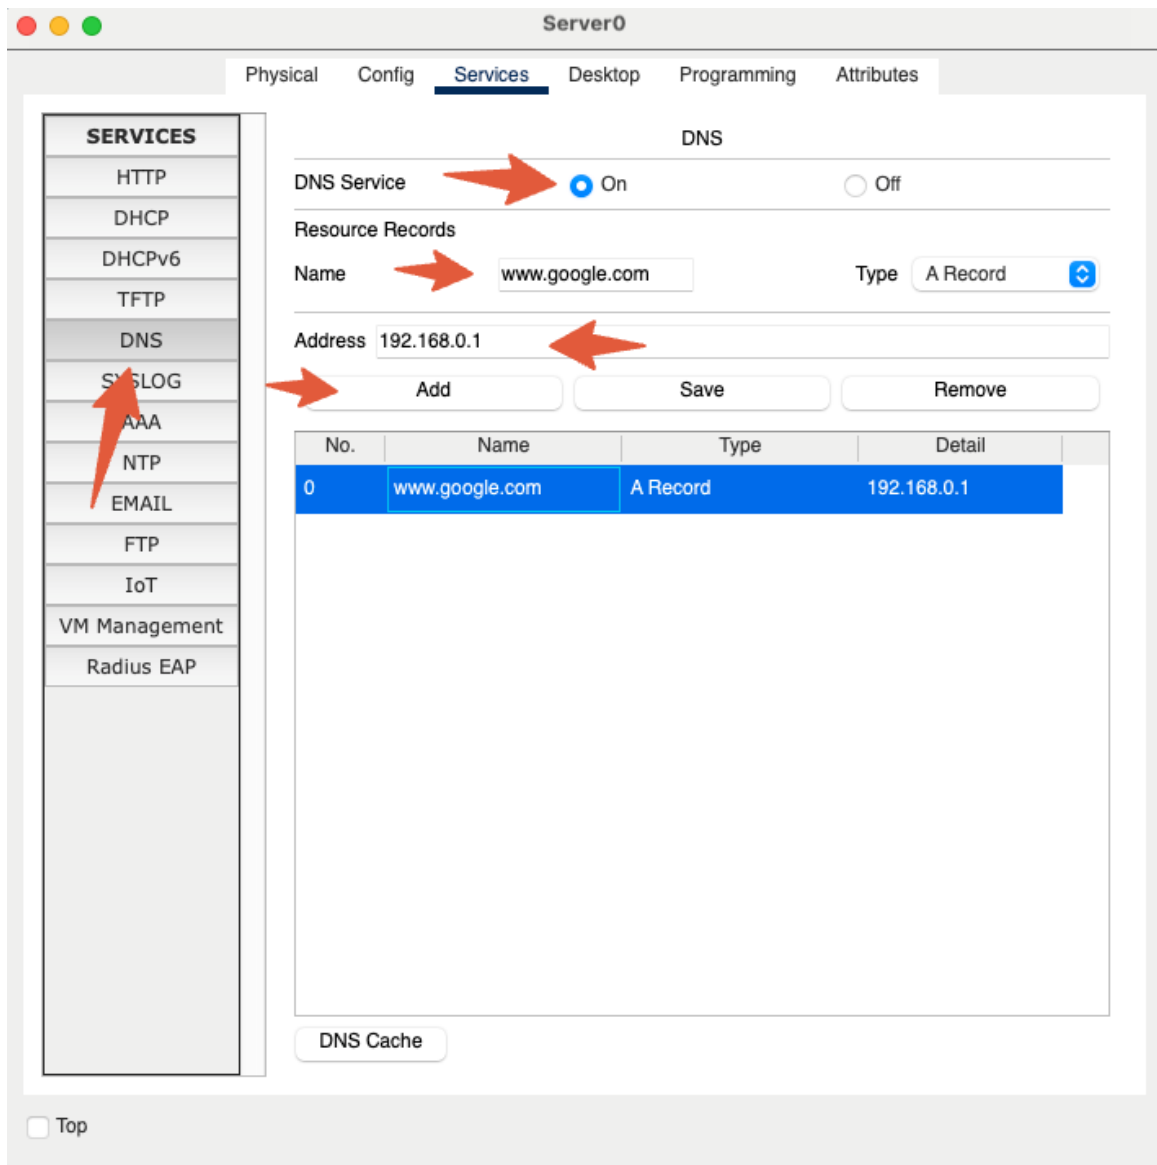 Server0
Physical Config Services Desktop Programming Attributes
SERVICES
HTTP
DHCP
DHCPv6
TFTP
DNS
SYSLOG
AAA
NTP
EMAIL
FTP
IoT
VM Management
Radius EAP
DNS
DNS Service On Off
Resource Records
Name www.google.com Type A Record
Address 192.168.0.1
Add Save Remove
No. Name Type Detail
0 www.google.com A Record 192.168.0.1
DNS Cache
Top